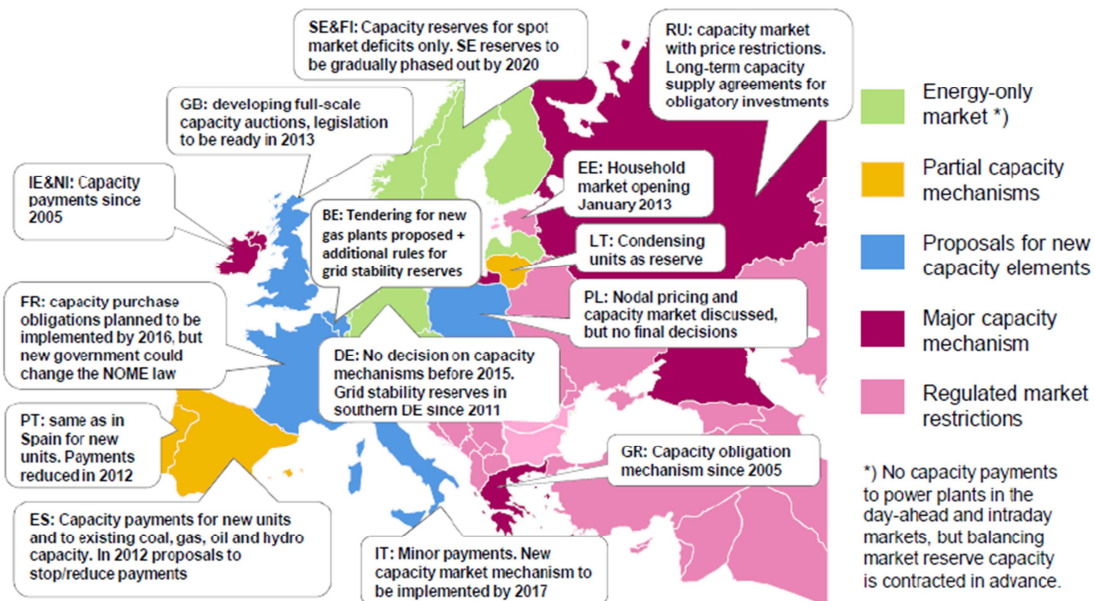 SE&FI: Capacity reserves for spot
market deficits only. SE reserves to
be gradually phased out by 2020
RU: capacity market
with price restrictions.
Long-term capacity
supply agreements for
obligatory investments
GB: developing full-scale
capacity auctions, legislation
to be ready in 2013
IE&NI: Capacity
payments since
2005
BE: Tendering for new
gas plants proposed +
additional rules for
grid stability reserves
EE: Household
market opening
January 2013
LT: Condensing
units as reserve
FR: capacity purchase
obligations planned to be
implemented by 2016, but
new government could
change the NOME law
PL: Nodal pricing and
capacity market discussed,
but no final decisions
DE: No decision on capacity
mechanisms before 2015.
Grid stability reserves in
southern DE since 2011
PT: same as in
Spain for new
units. Payments
reduced in 2012
GR: Capacity obligation
mechanism since 2005
ES: Capacity payments for new units
and to existing coal, gas, oil and hydro
capacity. In 2012 proposals to
stop/reduce payments
IT: Minor payments. New
capacity market mechanism to
be implemented by 2017
Energy-only
market *)
Partial capacity
mechanisms
Proposals for new
capacity elements
Major capacity
mechanism
Regulated market
restrictions
*) No capacity payments
to power plants in the
day-ahead and intraday
markets, but balancing
market reserve capacity
is contracted in advance.